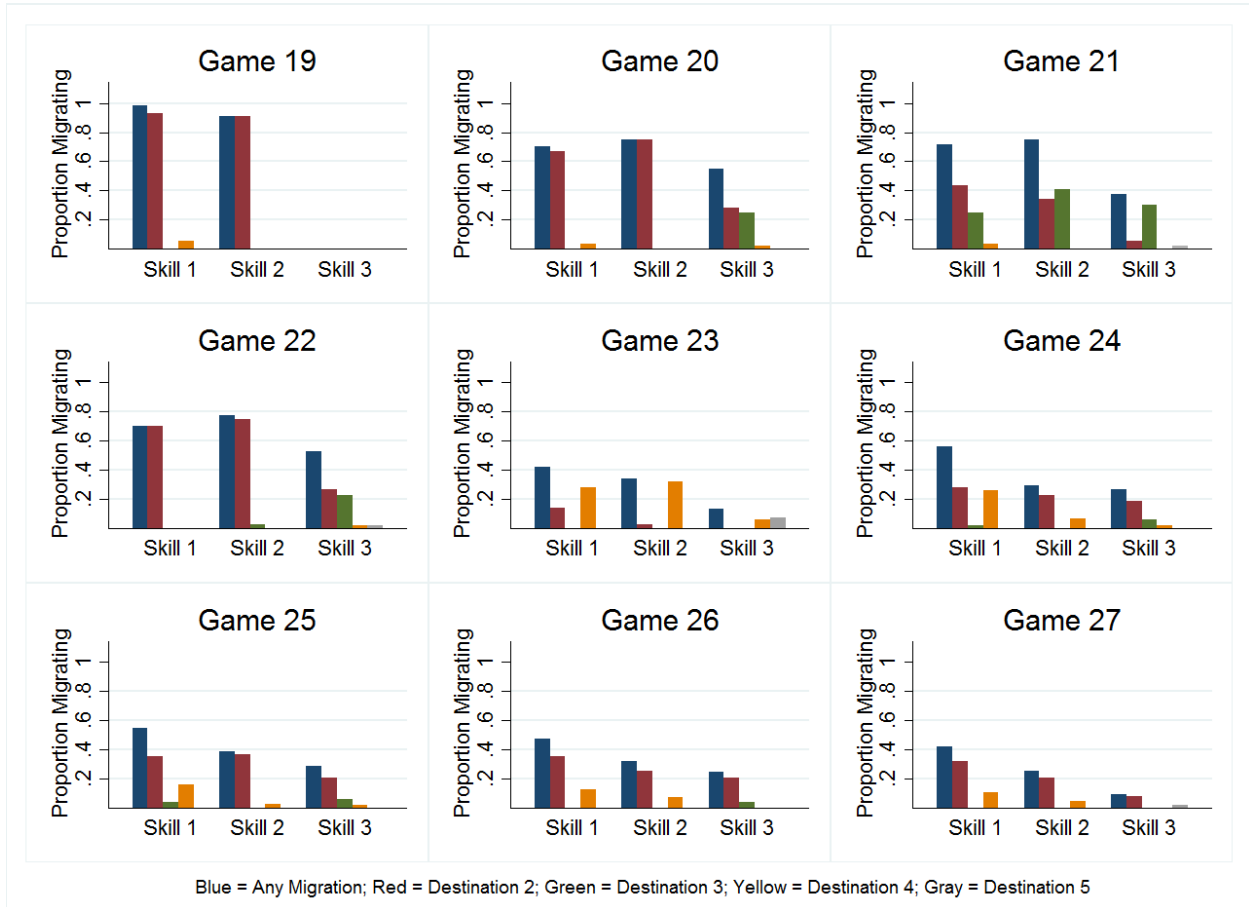 Game 19
Proportion Migrating
.2 .4 .6 .8 1
Skill 1 Skill 2 Skill 3
Game 20
Proportion Migrating
.2 .4 .6 .8 1
Skill 1 Skill 2 Skill 3
Game 21
Proportion Migrating
.2 .4 .6 .8 1
Skill 1 Skill 2 Skill 3
Game 22
Proportion Migrating
.2 .4 .6 .8 1
Skill 1 Skill 2 Skill 3
Game 23
Proportion Migrating
.2 .4 .6 .8 1
Skill 1 Skill 2 Skill 3
Game 24
Proportion Migrating
.2 .4 .6 .8 1
Skill 1 Skill 2 Skill 3
Game 25
Proportion Migrating
.2 .4 .6 .8 1
Skill 1 Skill 2 Skill 3
Game 26
Proportion Migrating
.2 .4 .6 .8 1
Skill 1 Skill 2 Skill 3
Game 27
Proportion Migrating
.2 .4 .6 .8 1
Skill 1 Skill 2 Skill 3
Blue = Any Migration; Red = Destination 2; Green = Destination 3; Yellow = Destination 4; Gray = Destination 5